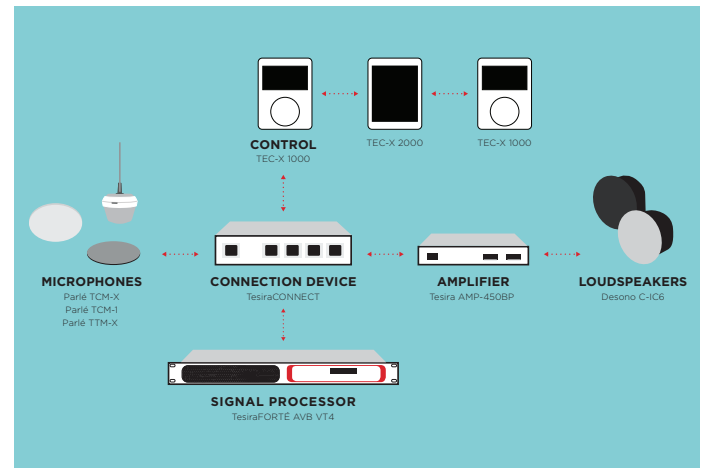 CONTROL
TEC-X 1000
TEC-X 2000
TEC-X 1000
MICROPHONES
Parlé TCM-X
Parlé TCM-1
Parlé TTM-X
CONNECTION DEVICE
TesiraCONNECT
AMPLIFIER
Tesira AMP-450BP
LOUDSPEAKERS
Desono C-IC6
SIGNAL PROCESSOR
TesiraFORTÉ AVB VT4